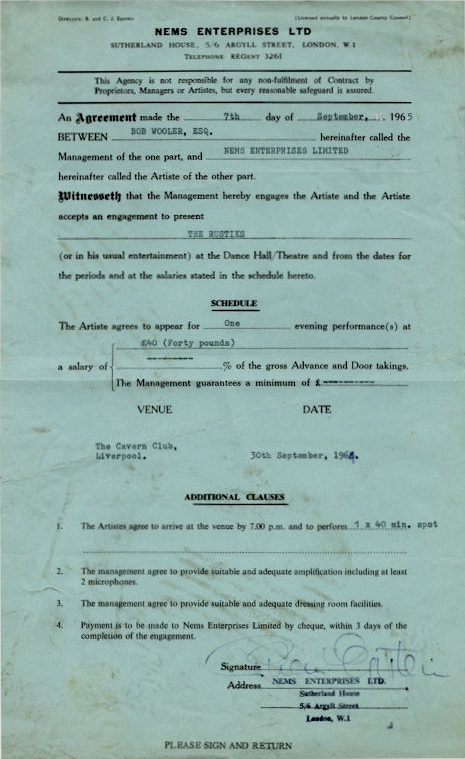 Directors: B. and C. J. Epstein (Licensed annually by London County Council)
NEMS ENTERPRISES LTD
SUTHERLAND HOUSE, 5/6 ARGYLL STREET, LONDON, W.1
TELEPHONE: REGENT 3261
This Agency is not responsible for any non-fulfilment of Contract by
Proprietors, Managers or Artistes, but every reasonable safeguard is assured.
An Agreement made the 7th day of September, 1965
BETWEEN BOB WOOLER, ESQ. hereinafter called the
Management of the one part, and NEMS ENTERPRISES LIMITED
hereinafter called the Artiste of the other part.
Witnesseth that the Management hereby engages the Artiste and the Artiste
accepts an engagement to present
THE RUSTIKS
(or in his usual entertainment) at the Dance Hall/Theatre and from the dates for
the periods and at the salaries stated in the schedule hereto.
SCHEDULE
The Artiste agrees to appear for One evening performance(s) at
£40 (Forty pounds)
a salary of ---------- % of the gross Advance and Door takings.
The Management guarantees a minimum of £ ----------
VENUE DATE
The Cavern Club,
Liverpool. 30th September, 196
ADDITIONAL CLAUSES
1. The Artistes agree to arrive at the venue by 7.00 p.m. and to perform 1 x 40 min. spot
2. The management agree to provide suitable and adequate amplification including at least
2 microphones.
3. The management agree to provide suitable and adequate dressing room facilities.
4. Payment is to be made to Nems Enterprises Limited by cheque, within 3 days of the
completion of the engagement.
Signature Brian Epstein
Address NEMS ENTERPRISES LTD.
Sutherland House
5/6 Argyll Street
London, W.1
PLEASE SIGN AND RETURN